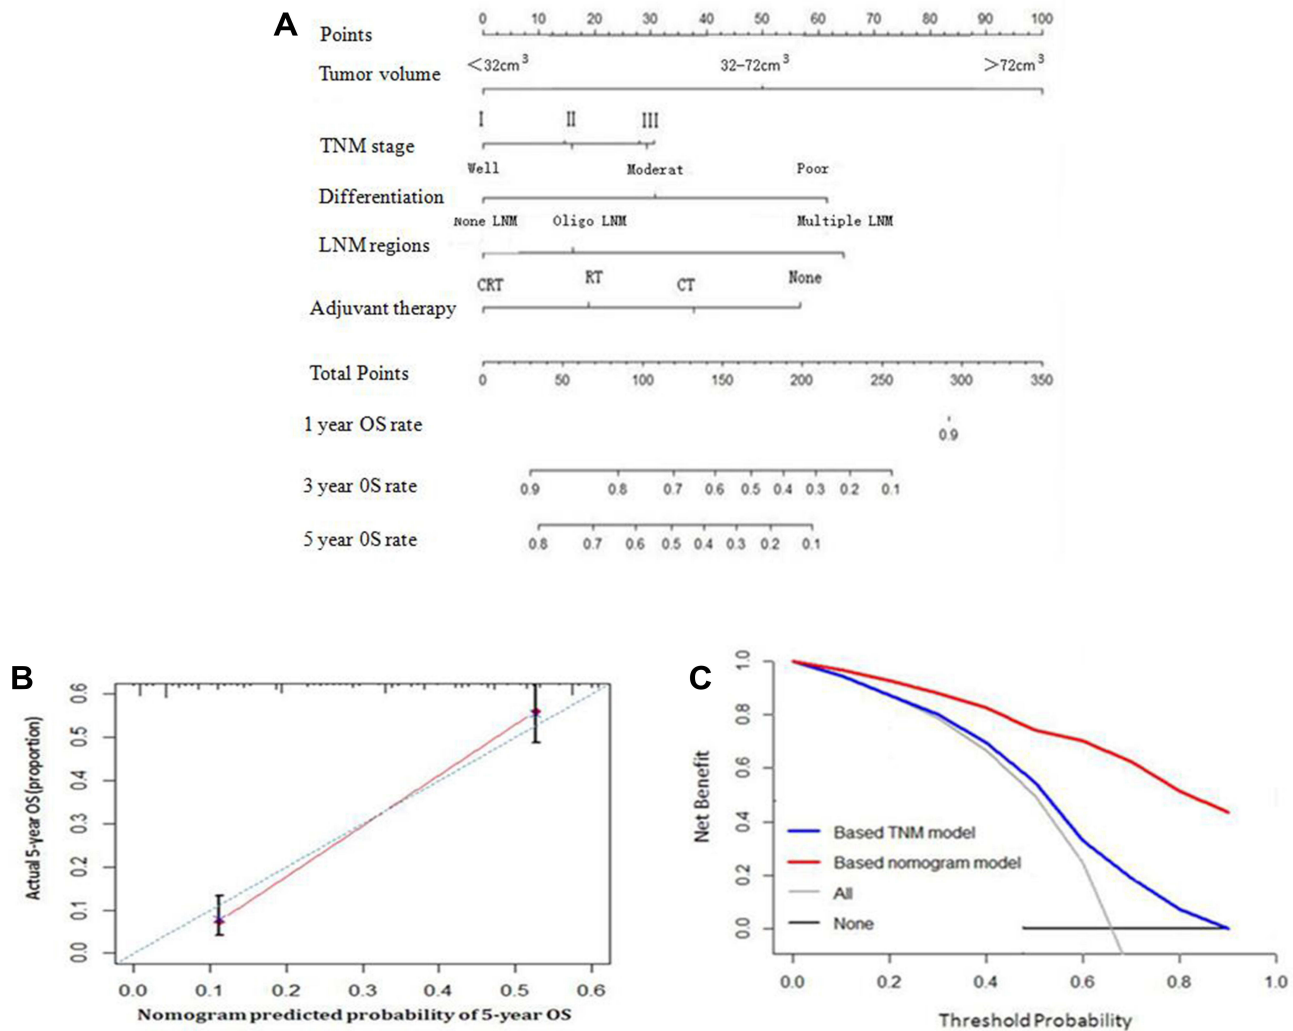 A
0 10 20 30 40 50 60 70 80 90 100
Points
<32cm3 32-72cm3 >72cm3
Tumor volume
I II III
TNM stage
Well Moderat Poor
Differentiation
None LNM Oligo LNM Multiple LNM
LNM regions
CRT RT CT None
Adjuvant therapy
Total Points
0 50 100 150 200 250 300 350
1 year OS rate
0.9
3 year 0S rate
0.9 0.8 0.7 0.6 0.5 0.4 0.3 0.2 0.1
5 year 0S rate
0.8 0.7 0.6 0.5 0.4 0.3 0.2 0.1
B
Actual 5-year OS(proportion)
0.6
0.5
0.4
0.3
0.2
0.1
0.0
0.0 0.1 0.2 0.3 0.4 0.5 0.6
Nomogram predicted probability of 5-year OS
C
Net Benefit
1.0
0.8
0.6
0.4
0.2
0.0
Based TNM model
Based nomogram model
All
None
0.0 0.2 0.4 0.6 0.8 1.0
Threshold Probability